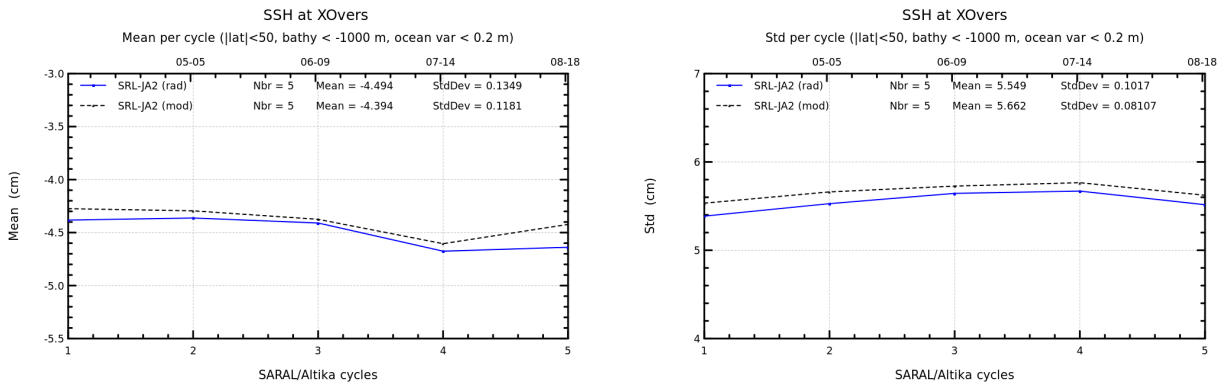 SSH at XOvers
Mean per cycle (|lat|<50, bathy < -1000 m, ocean var < 0.2 m)
05-05 06-09 07-14 08-18
SRL-JA2 (rad) Nbr = 5 Mean = -4.494 StdDev = 0.1349
SRL-JA2 (mod) Nbr = 5 Mean = -4.394 StdDev = 0.1181
-3.0
-3.5
-4.0
-4.5
-5.0
-5.5
Mean (cm)
1 2 3 4 5
SARAL/Altika cycles
SSH at XOvers
Std per cycle (|lat|<50, bathy < -1000 m, ocean var < 0.2 m)
05-05 06-09 07-14 08-18
SRL-JA2 (rad) Nbr = 5 Mean = 5.549 StdDev = 0.1017
SRL-JA2 (mod) Nbr = 5 Mean = 5.662 StdDev = 0.08107
7
6
5
4
Std (cm)
1 2 3 4 5
SARAL/Altika cycles